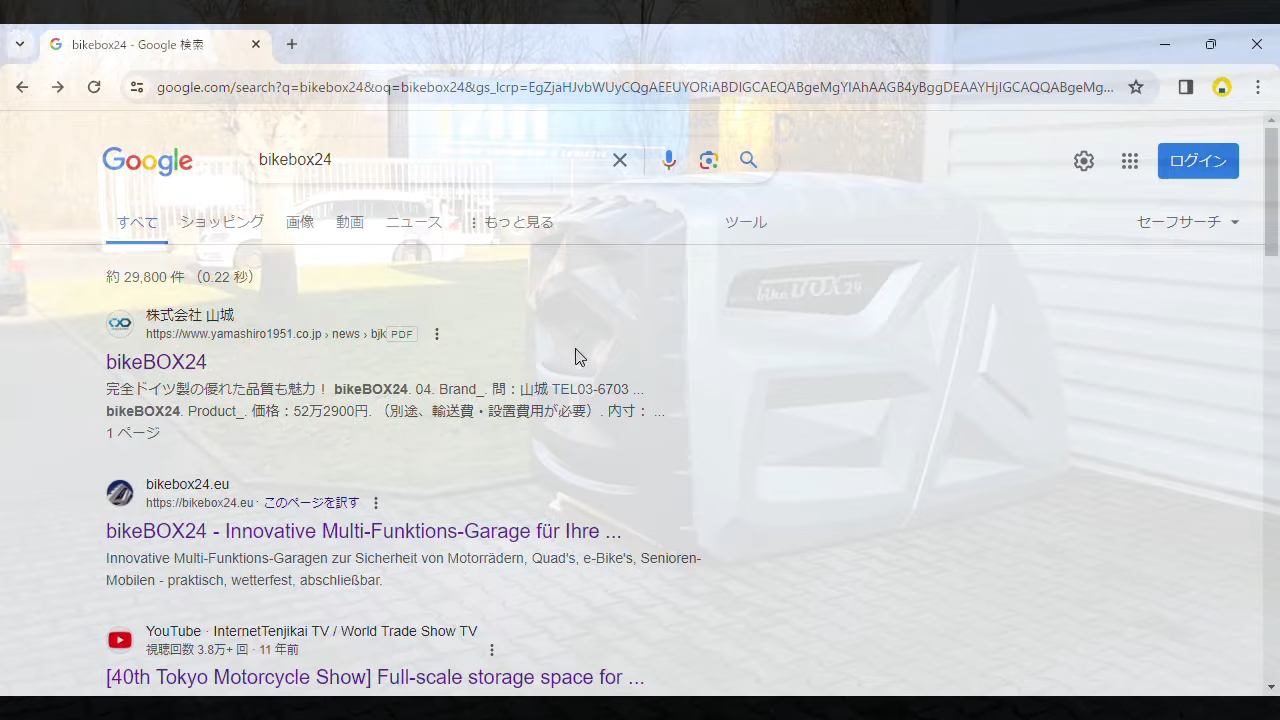 bikebox24 - Google 検索
google.com/search?q=bikebox24&oq=bikebox24&gs_lcrp=EgZjaHJvbWUyCQgAEEUYORiABDIGCAEQABgeMgYIAhAAGB4yBggDEAAYHjIGCAQQABgeMg...
Google
bikebox24
ログイン
すべて ショッピング 画像 動画 ニュース もっと見る ツール セーフサーチ
約 29,800 件 （0.22 秒）
bike BOX24
株式会社 山城
https://www.yamashiro1951.co.jp › news › bjk PDF
bikeBOX24
完全ドイツ製の優れた品質も魅力！ bikeBOX24. 04. Brand_. 問：山城 TEL03-6703 ...
bikeBOX24. Product_. 価格：52万2900円. （別途、輸送費・設置費用が必要）. 内寸： ...
1 ページ
bikebox24.eu
https://bikebox24.eu · このページを訳す
bikeBOX24 - Innovative Multi-Funktions-Garage für Ihre ...
Innovative Multi-Funktions-Garagen zur Sicherheit von Motorrädern, Quad's, e-Bike's, Senioren-
Mobilen - praktisch, wetterfest, abschließbar.
YouTube · InternetTenjikai TV / World Trade Show TV
視聴回数 3.8万+ 回 · 11 年前
[40th Tokyo Motorcycle Show] Full-scale storage space for ...